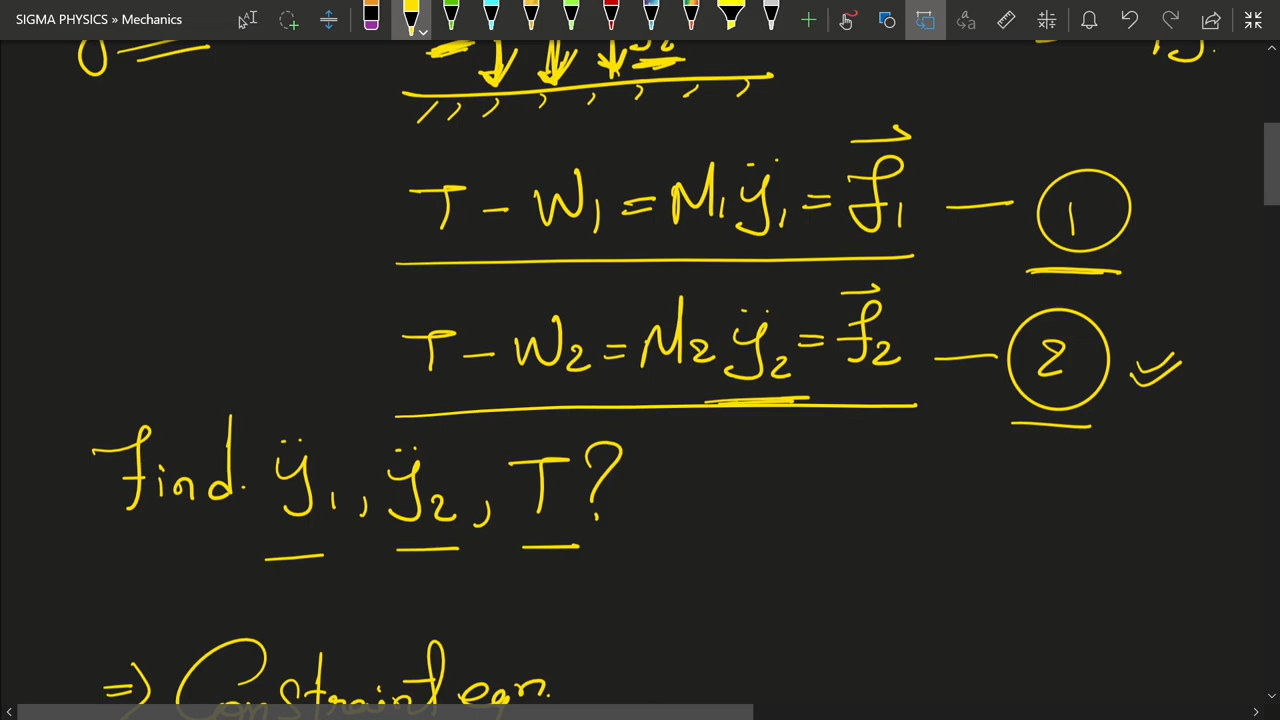 SIGMA PHYSICS » Mechanics
T - W₁ = M₁ÿ₁ = f⃗₁ — ①
T - W₂ = M₂ÿ₂ = f⃗₂ — ②
Find. ÿ₁, ÿ₂, T?
⇒ Constraint eqn.